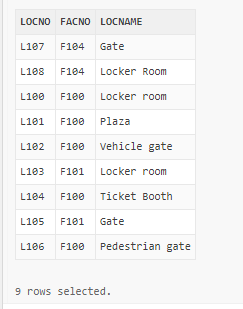 LOCNO FACNO LOCNAME
L107 F104 Gate
L108 F104 Locker Room
L100 F100 Locker room
L101 F100 Plaza
L102 F100 Vehicle gate
L103 F101 Locker room
L104 F100 Ticket Booth
L105 F101 Gate
L106 F100 Pedestrian gate
9 rows selected.